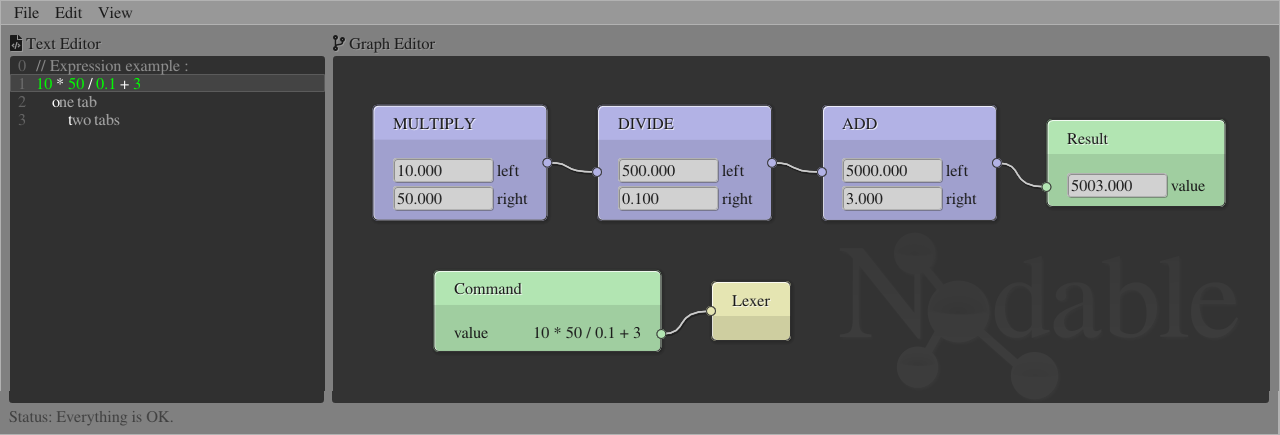 File Edit View
Text Editor
0 // Expression example :
1 10 * 50 / 0.1 + 3
2 one tab
3 two tabs
Graph Editor
MULTIPLY
10.000 left
50.000 right
DIVIDE
500.000 left
0.100 right
ADD
5000.000 left
3.000 right
Result
5003.000 value
Command
value 10 * 50 / 0.1 + 3
Lexer
Nodable
Status: Everything is OK.